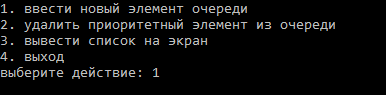 1. ввести новый элемент очереди
2. удалить приоритетный элемент из очереди
3. вывести список на экран
4. выход
выберите действие: 1